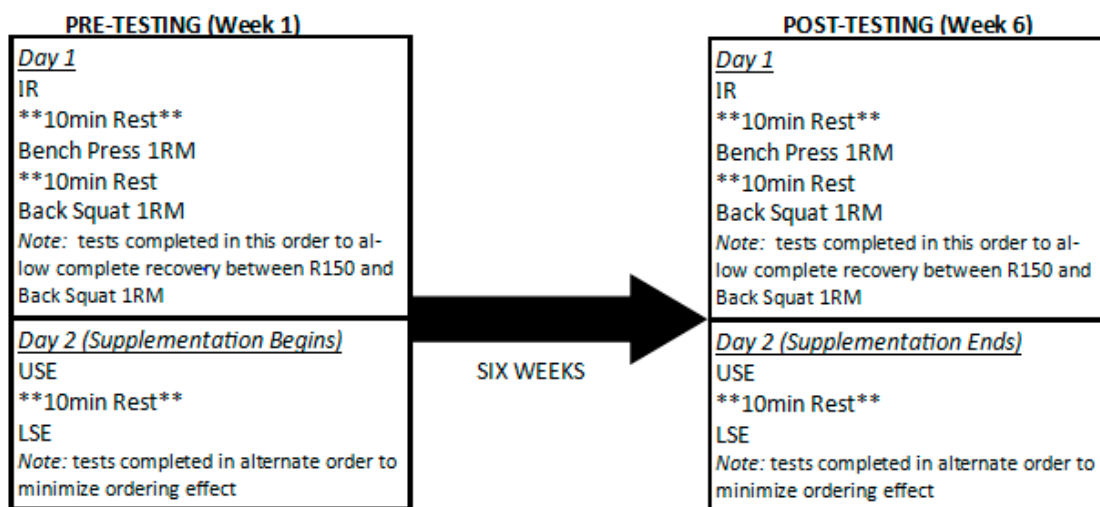 PRE-TESTING (Week 1)
Day 1
IR
**10min Rest**
Bench Press 1RM
**10min Rest
Back Squat 1RM
Note: tests completed in this order to al-
low complete recovery between R150 and
Back Squat 1RM
Day 2 (Supplementation Begins)
USE
**10min Rest**
LSE
Note: tests completed in alternate order to
minimize ordering effect
SIX WEEKS
POST-TESTING (Week 6)
Day 1
IR
**10min Rest**
Bench Press 1RM
**10min Rest
Back Squat 1RM
Note: tests completed in this order to al-
low complete recovery between R150 and
Back Squat 1RM
Day 2 (Supplementation Ends)
USE
**10min Rest**
LSE
Note: tests completed in alternate order to
minimize ordering effect